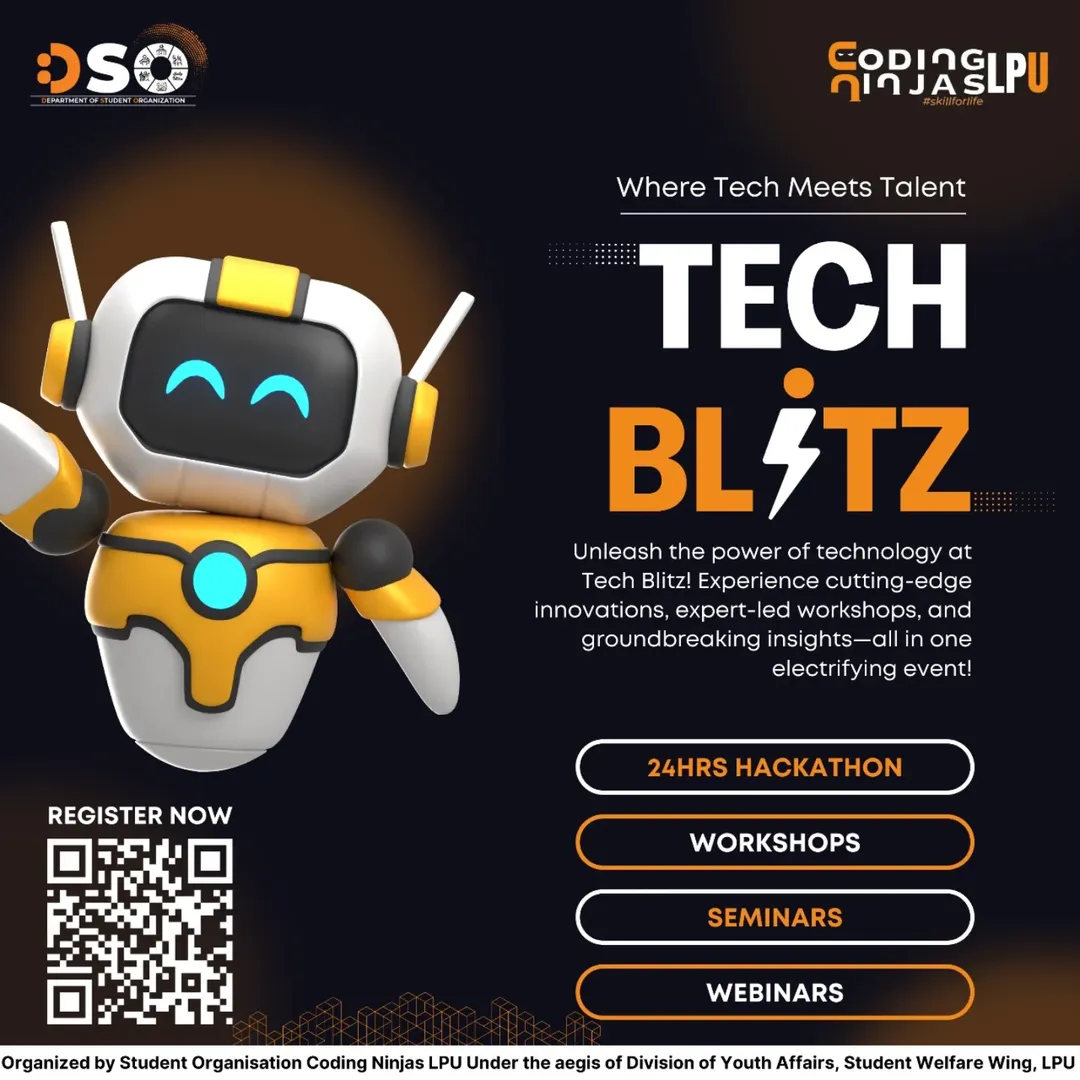 DSO
DEPARTMENT OF STUDENT ORGANIZATION
CODING
NINJAS LPU
#skillforlife
Where Tech Meets Talent
TECH
BLiTZ
Unleash the power of technology at
Tech Blitz! Experience cutting-edge
innovations, expert-led workshops, and
groundbreaking insights—all in one
electrifying event!
24HRS HACKATHON
WORKSHOPS
SEMINARS
WEBINARS
REGISTER NOW
Organized by Student Organisation Coding Ninjas LPU Under the aegis of Division of Youth Affairs, Student Welfare Wing, LPU